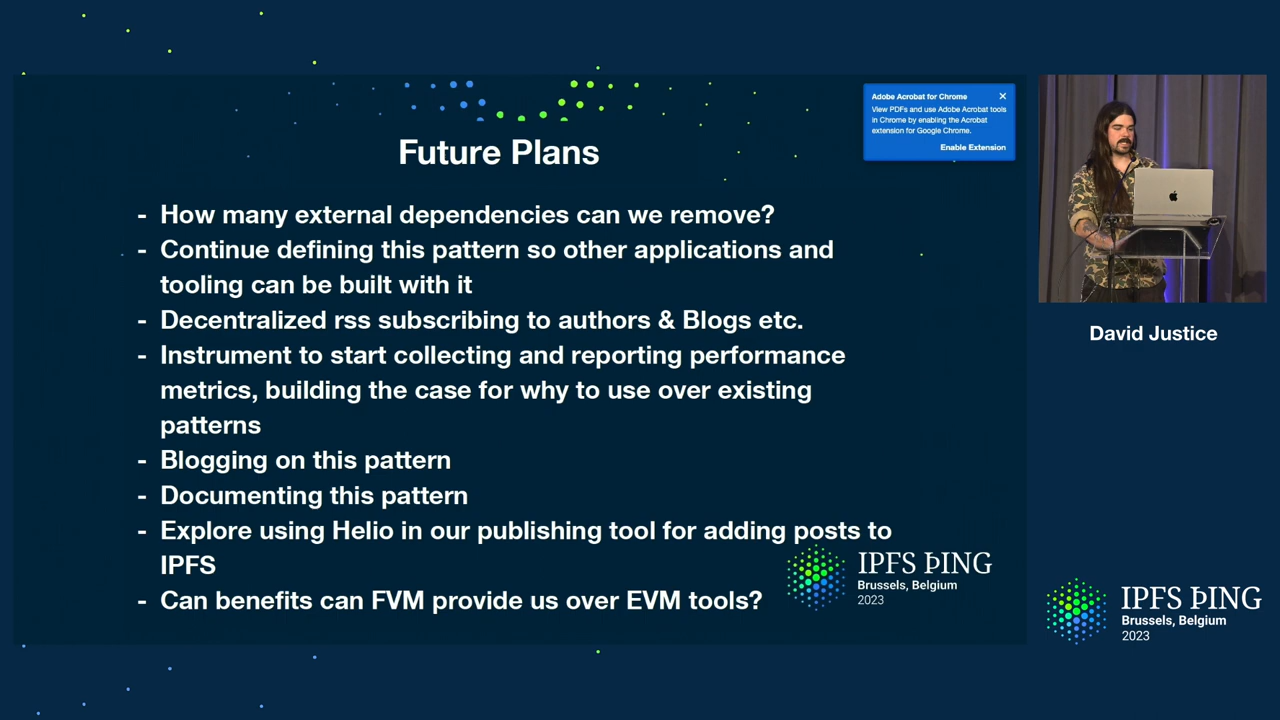 Adobe Acrobat for Chrome
View PDFs and use Adobe Acrobat tools
in Chrome by enabling the Acrobat
extension for Google Chrome.
Enable Extension
Future Plans
- How many external dependencies can we remove?
- Continue defining this pattern so other applications and
tooling can be built with it
- Decentralized rss subscribing to authors & Blogs etc.
- Instrument to start collecting and reporting performance
metrics, building the case for why to use over existing
patterns
- Blogging on this pattern
- Documenting this pattern
- Explore using Helio in our publishing tool for adding posts to
IPFS
- Can benefits can FVM provide us over EVM tools?
IPFS ÞING
Brussels, Belgium
2023
David Justice
IPFS ÞING
Brussels, Belgium
2023